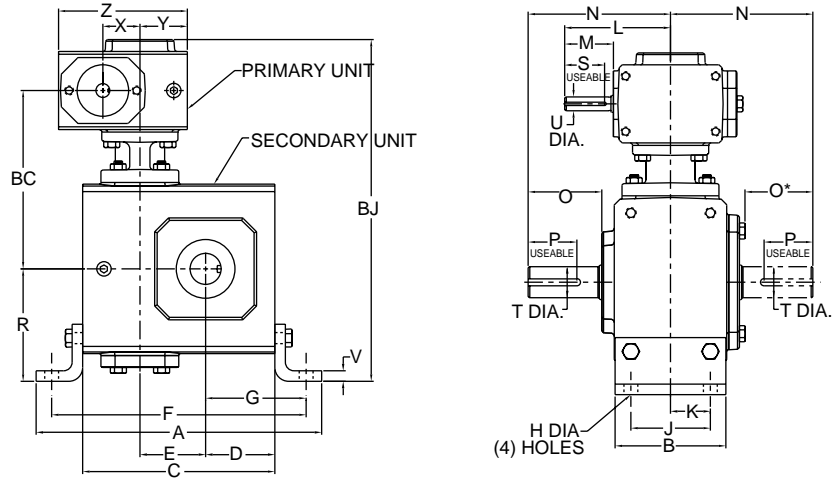 Z
X
Y
PRIMARY UNIT
SECONDARY UNIT
BC
BJ
R
V
G
F
A
E
D
C
N
N
L
M
S
USEABLE
U
DIA.
O
O*
P
USEABLE
P
USEABLE
T DIA.
T DIA.
K
H DIA
J
(4) HOLES
B